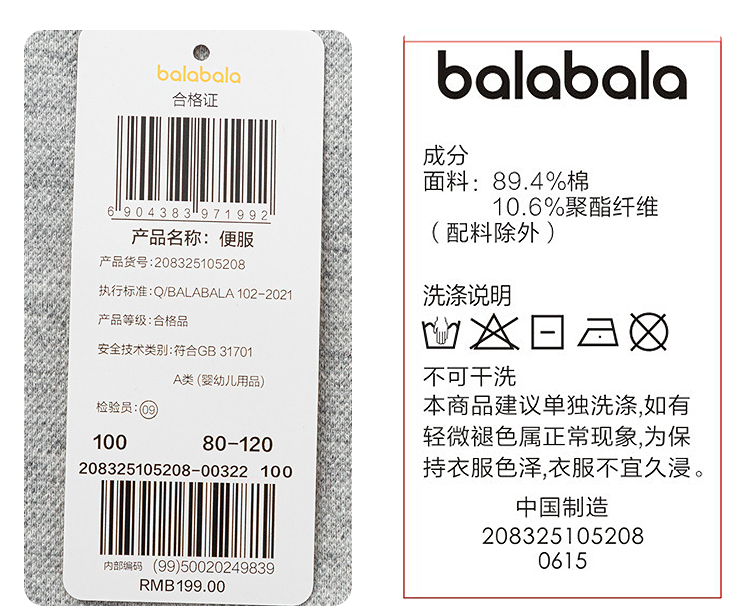 balabala
合格证
6 904383 971992
产品名称：便服
产品货号:208325105208
执行标准:Q/BALABALA 102-2021
产品等级:合格品
安全技术类别:符合GB 31701
A类 (婴幼儿用品)
检验员: 09
100 80-120
208325105208-00322 100
内部编码 (99)50020249839
RMB199.00
balabala
成分
面料：89.4%棉
10.6%聚酯纤维
（配料除外）
洗涤说明
不可干洗
本商品建议单独洗涤,如有
轻微褪色属正常现象,为保
持衣服色泽,衣服不宜久浸。
中国制造
208325105208
0615